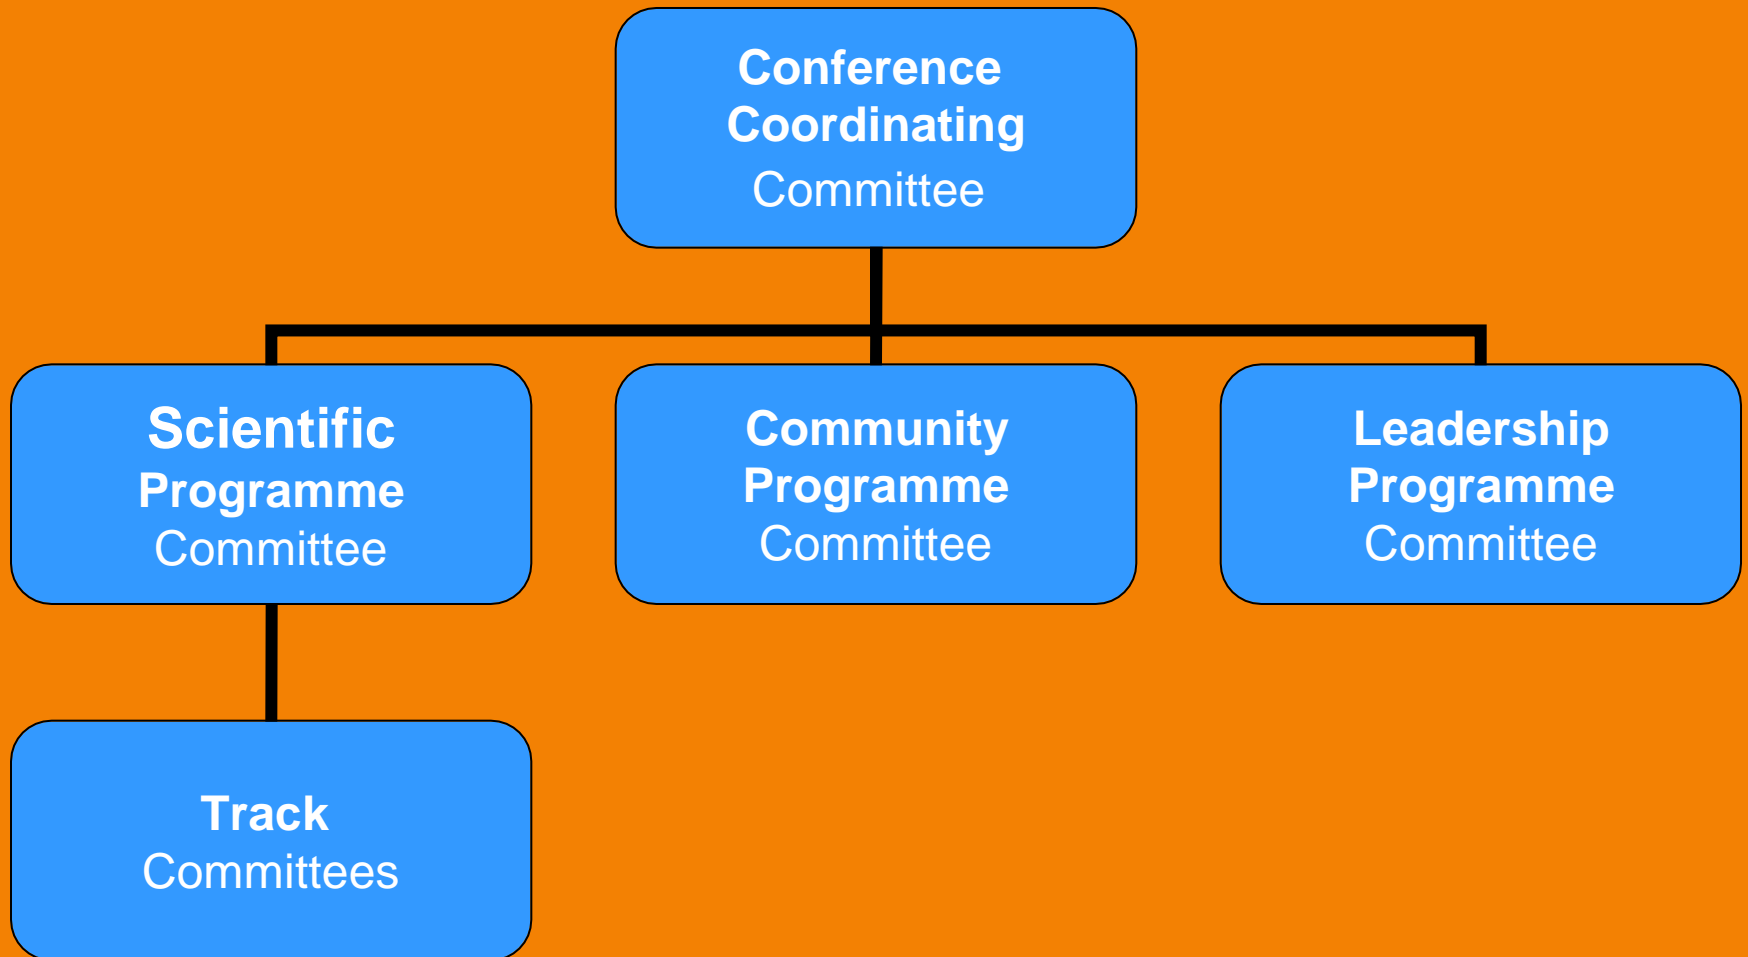 Conference
Coordinating
Committee
Scientific
Programme
Committee
Community
Programme
Committee
Leadership
Programme
Committee
Track
Committees